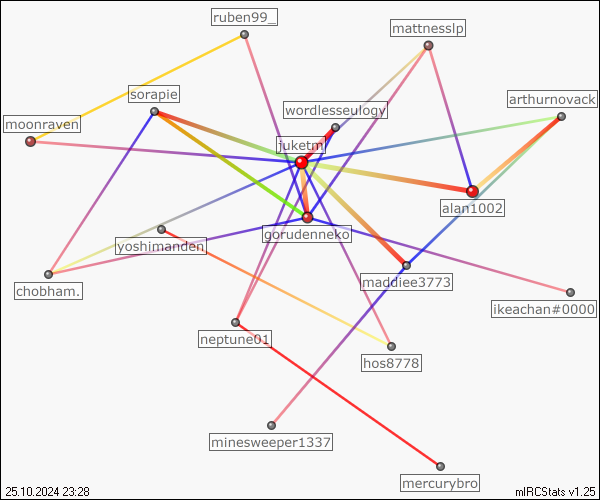 ruben99_
mattnesslp
sorapie
arthurnovack
wordlesseulogy
moonraven
juketm
alan1002
gorudenneko
yoshimanden
maddiee3773
chobham.
ikeachan#0000
neptune01
hos8778
minesweeper1337
mercurybro
25.10.2024 23:28
mIRCStats v1.25